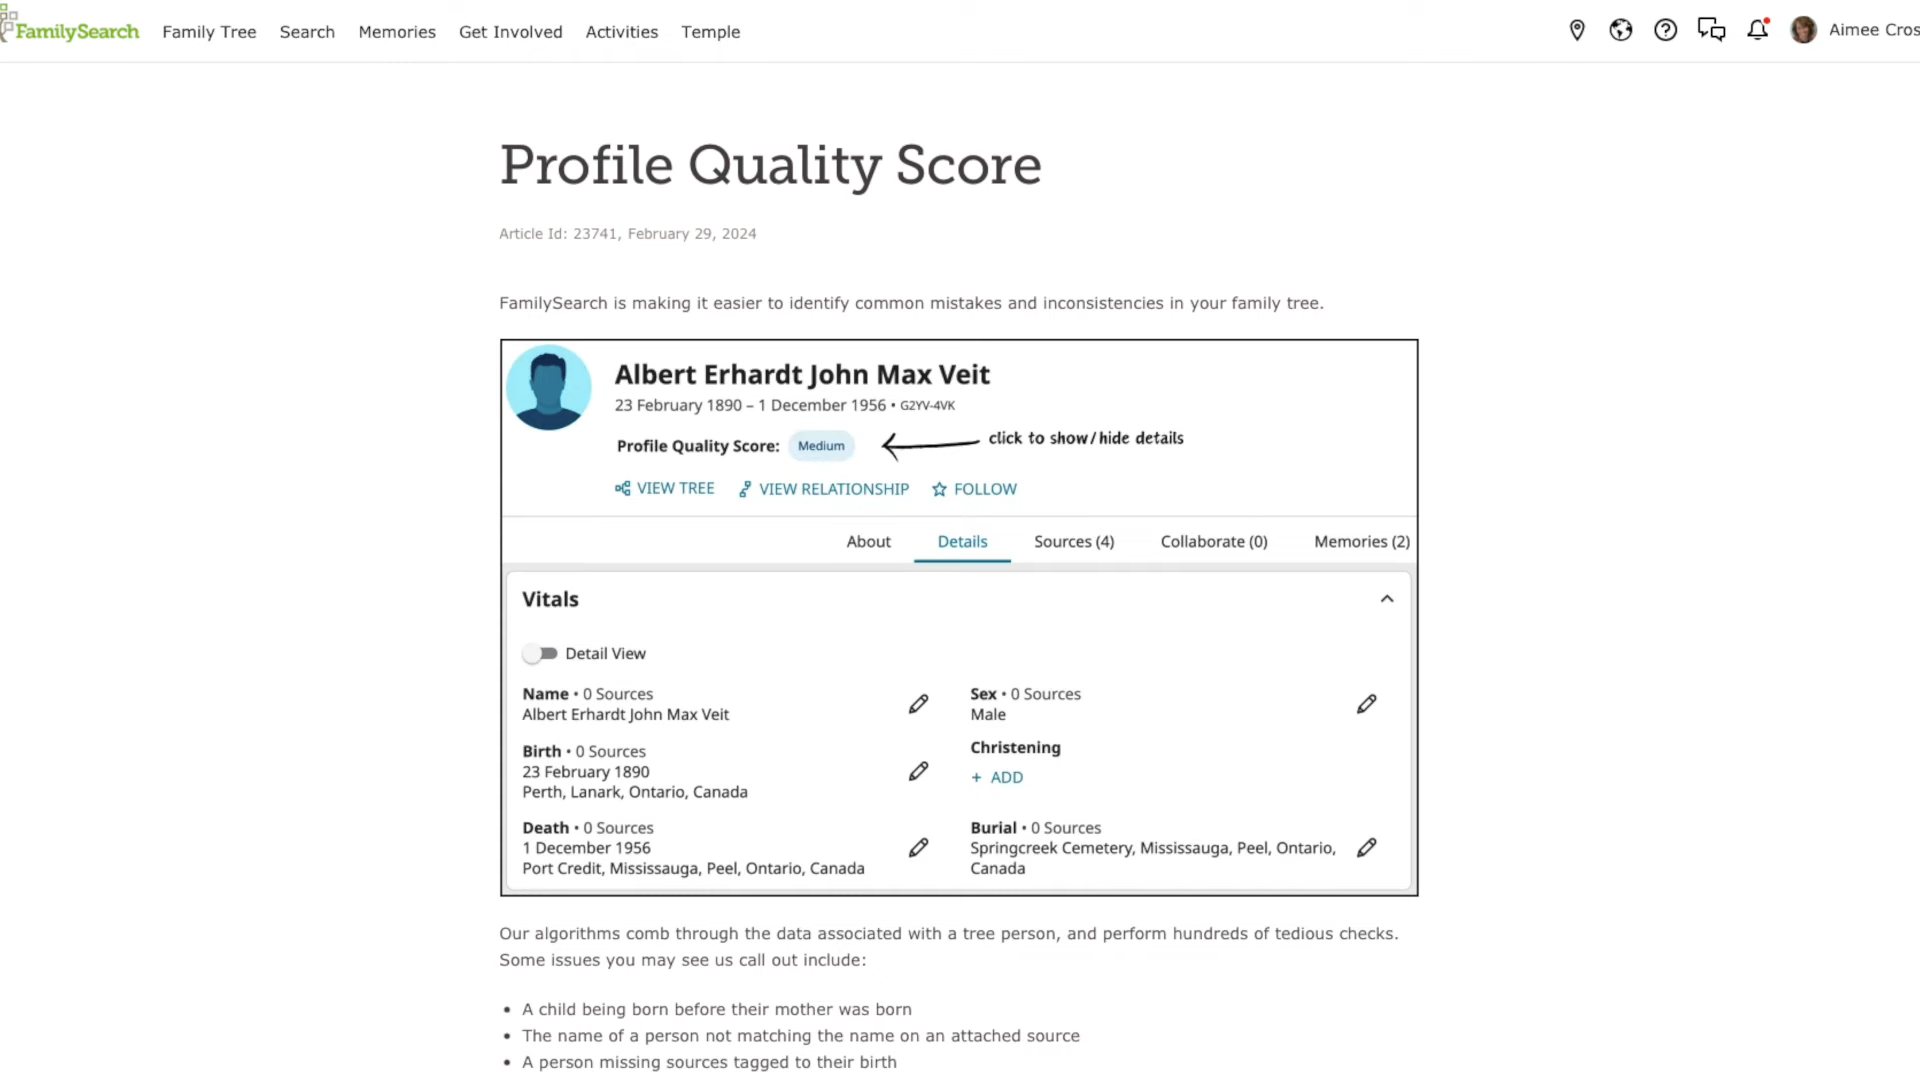 FamilySearch Family Tree Search Memories Get Involved Activities Temple Aimee Cros
Profile Quality Score
Article Id: 23741, February 29, 2024
FamilySearch is making it easier to identify common mistakes and inconsistencies in your family tree.
Albert Erhardt John Max Veit
23 February 1890 – 1 December 1956 • G2YV-4VK
Profile Quality Score: Medium click to show/hide details
VIEW TREE VIEW RELATIONSHIP FOLLOW
About Details Sources (4) Collaborate (0) Memories (2)
Vitals
Detail View
Name • 0 Sources
Albert Erhardt John Max Veit
Sex • 0 Sources
Male
Birth • 0 Sources
23 February 1890
Perth, Lanark, Ontario, Canada
Christening
+ ADD
Death • 0 Sources
1 December 1956
Port Credit, Mississauga, Peel, Ontario, Canada
Burial • 0 Sources
Springcreek Cemetery, Mississauga, Peel, Ontario,
Canada
Our algorithms comb through the data associated with a tree person, and perform hundreds of tedious checks.
Some issues you may see us call out include:
• A child being born before their mother was born
• The name of a person not matching the name on an attached source
• A person missing sources tagged to their birth